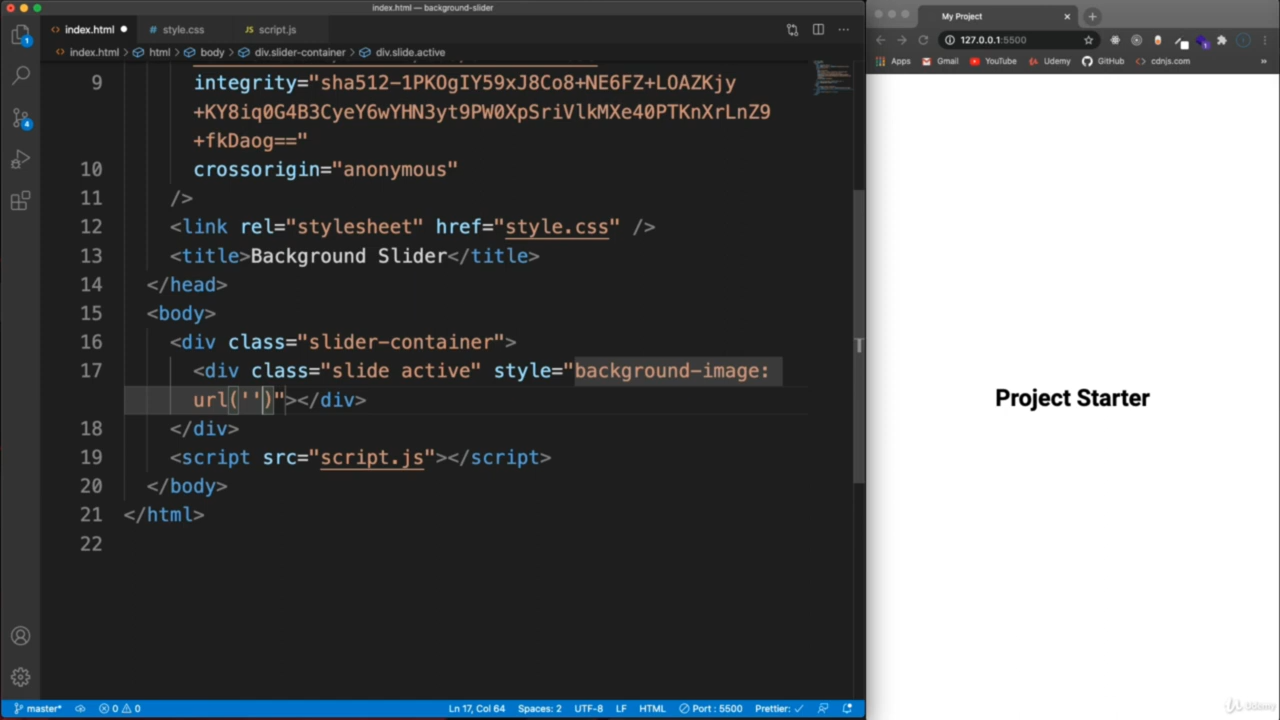 index.html — background-slider
index.html
style.css
script.js
index.html > html > body > div.slider-container > div.slide.active
9 integrity="sha512-1PKOgIY59xJ8Co8+NE6FZ+LOAZKjy
+KY8iq0G4B3CyeY6wYHN3yt9PW0XpSriVlkMXe40PTKnXrLnZ9
+fkDaog=="
10 crossorigin="anonymous"
11 />
12 <link rel="stylesheet" href="style.css" />
13 <title>Background Slider</title>
14 </head>
15 <body>
16 <div class="slider-container">
17 <div class="slide active" style="background-image:
url('')"></div>
18 </div>
19 <script src="script.js"></script>
20 </body>
21 </html>
22
1
4
master*
0 0
Ln 17, Col 64
Spaces: 2
UTF-8
LF
HTML
Port : 5500
Prettier: ✓
My Project
127.0.0.1:5500
Apps
Gmail
YouTube
Udemy
GitHub
cdnjs.com
»
Project Starter
Udemy